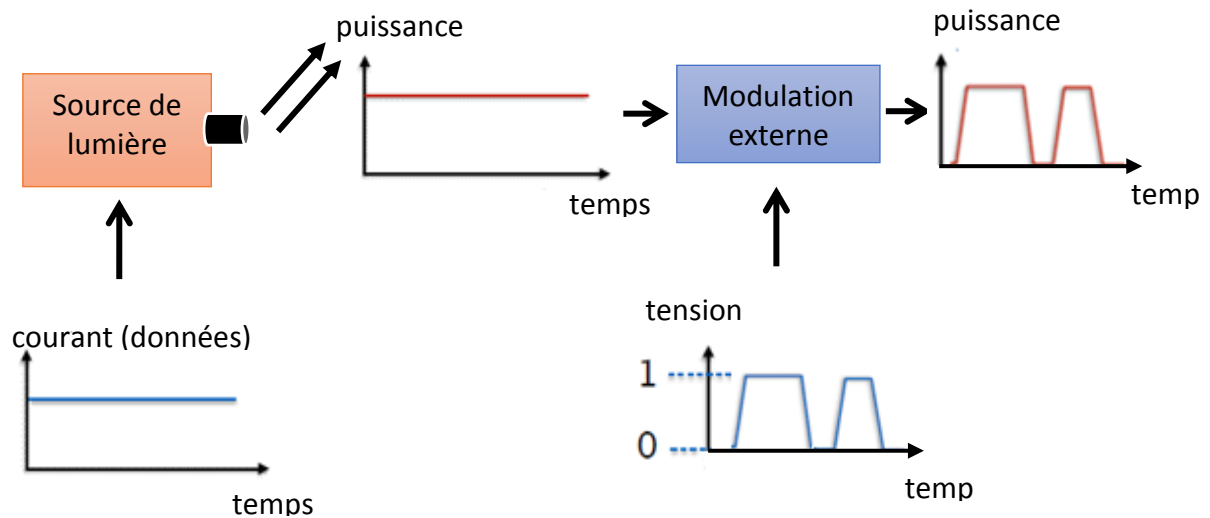 puissance
puissance
Source de
lumière
Modulation
externe
temps
temp
courant (données)
tension
1
0
temps
temp